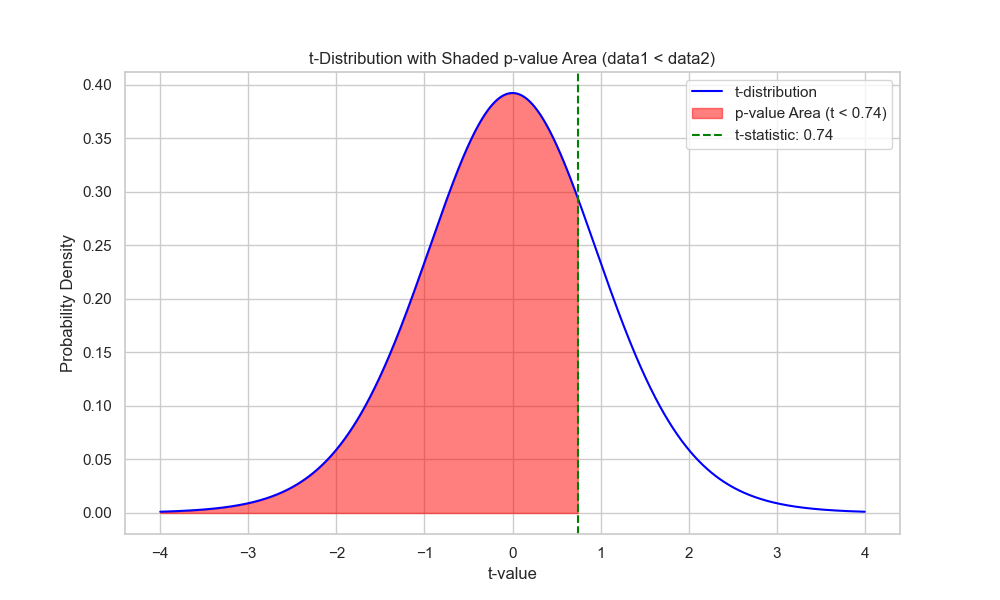 t-Distribution with Shaded p-value Area (data1 < data2)
t-distribution
p-value Area (t < 0.74)
t-statistic: 0.74
Probability Density
0.40
0.35
0.30
0.25
0.20
0.15
0.10
0.05
0.00
−4 −3 −2 −1 0 1 2 3 4
t-value